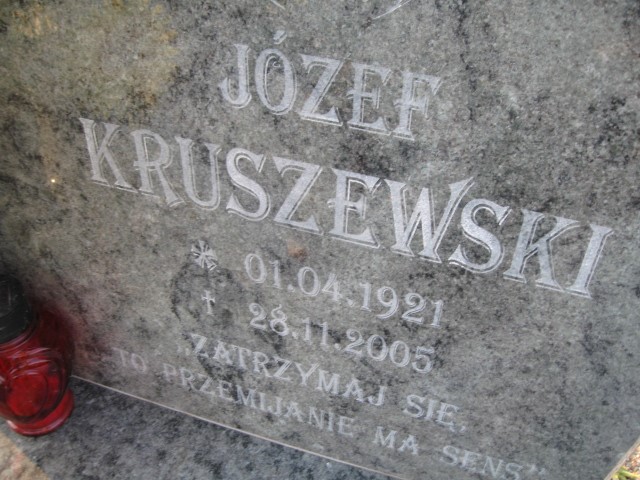 JÓZEF
KRUSZEWSKI
01.04.1921
† 28.11.2005
„ZATRZYMAJ SIĘ,
TO PRZEMIJANIE MA SENS”